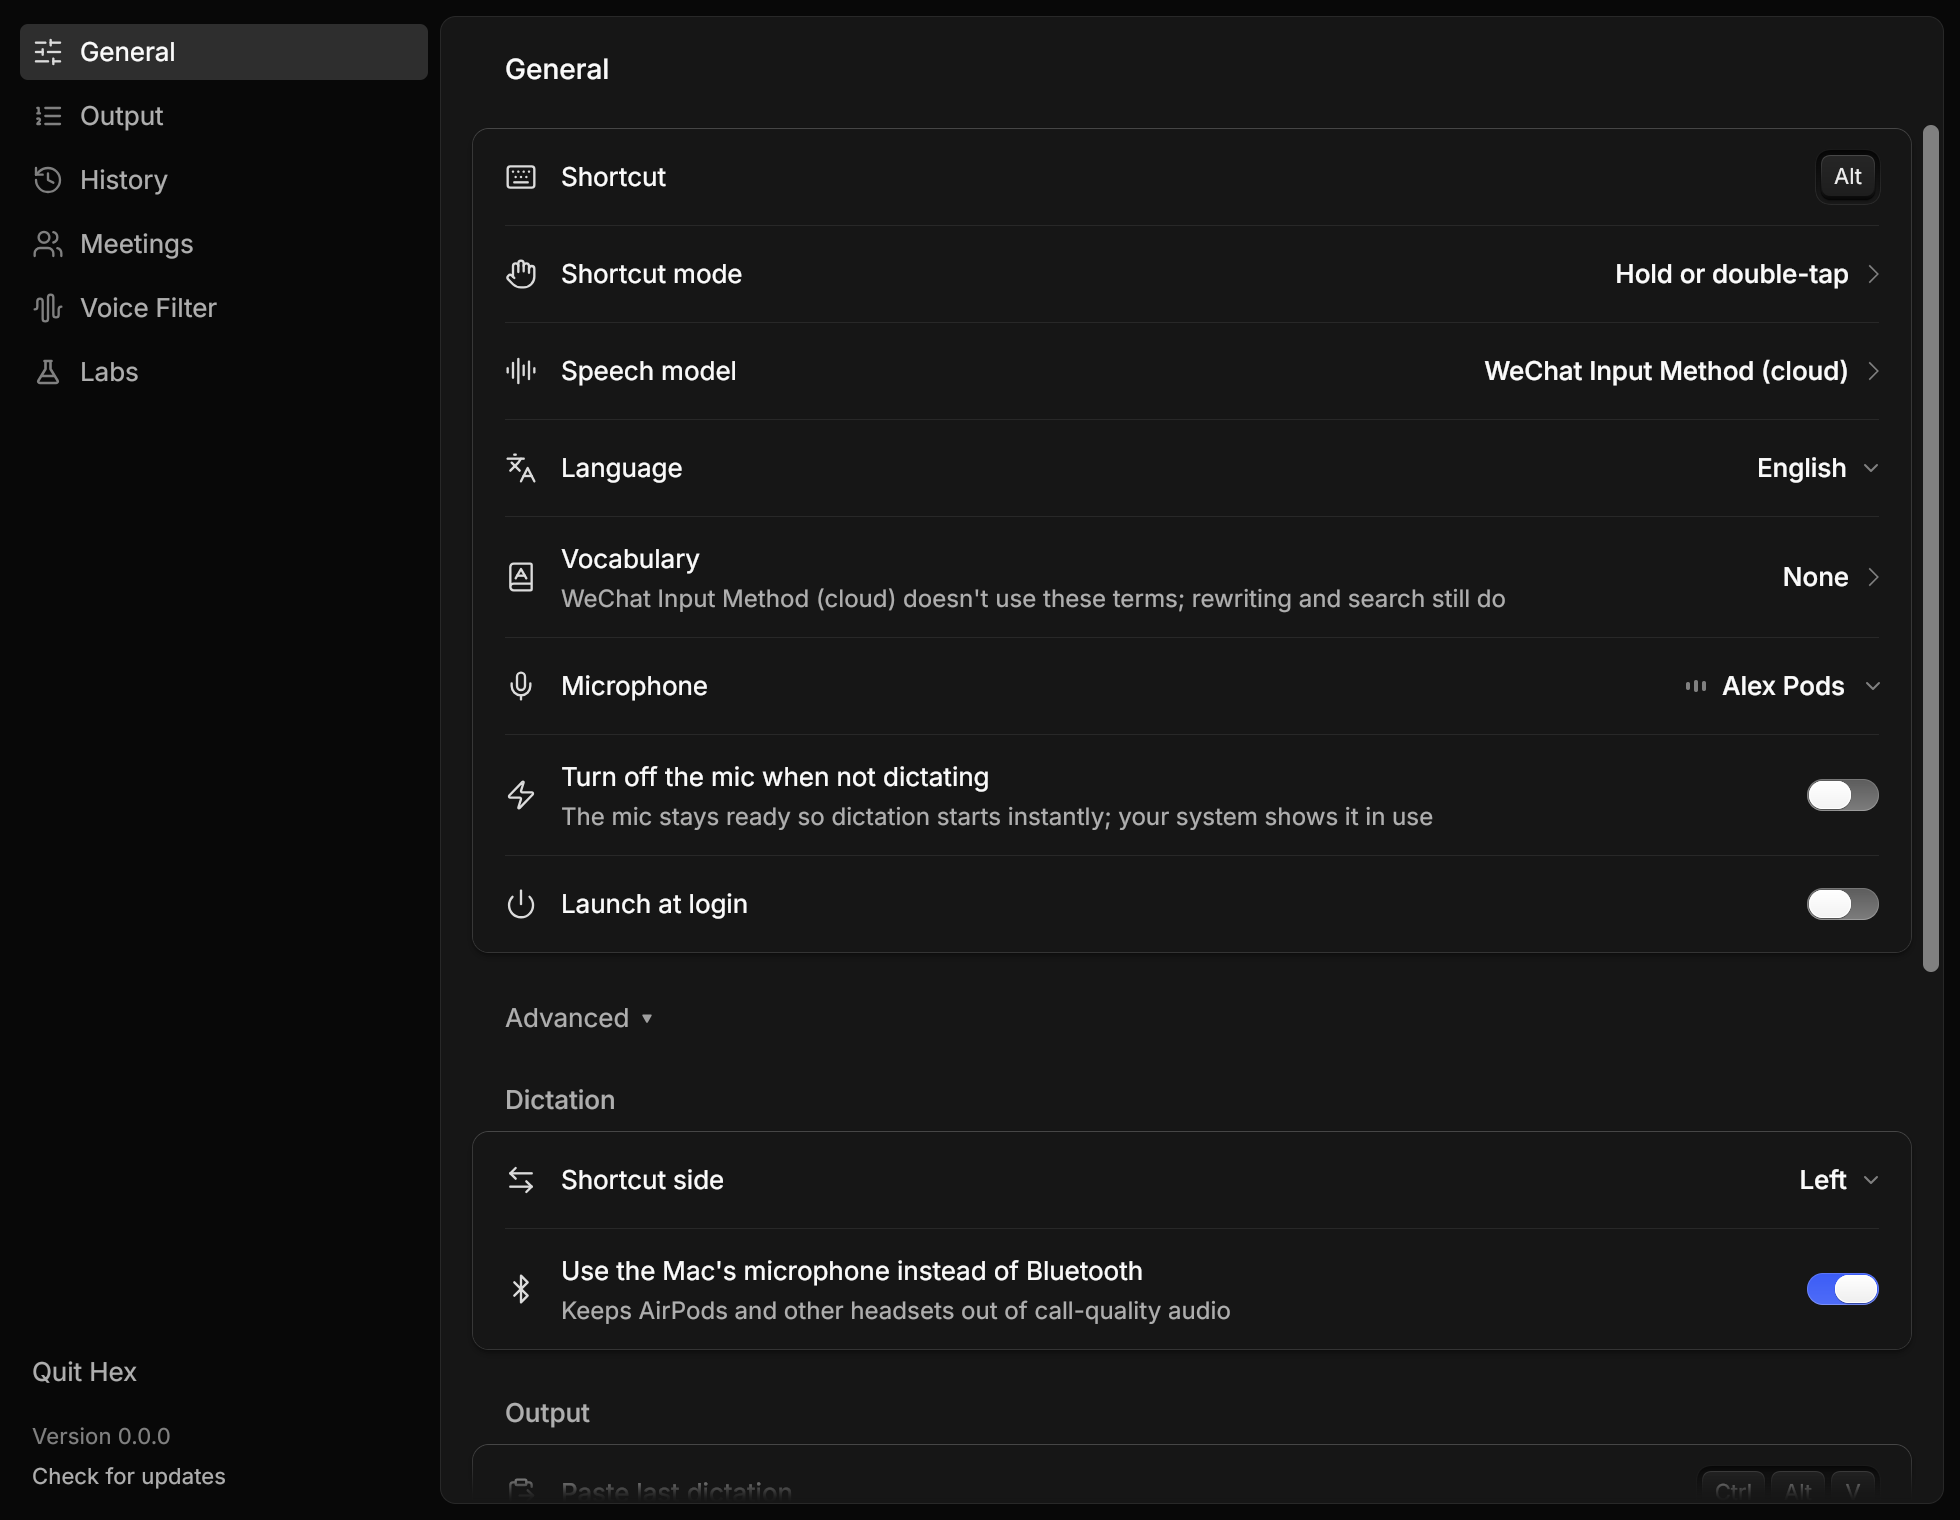 General
Output
History
Meetings
Voice Filter
Labs
Quit Hex
Version 0.0.0
Check for updates
General
Shortcut
Alt
Shortcut mode
Hold or double-tap
Speech model
WeChat Input Method (cloud)
Language
English
Vocabulary
WeChat Input Method (cloud) doesn't use these terms; rewriting and search still do
None
Microphone
Alex Pods
Turn off the mic when not dictating
The mic stays ready so dictation starts instantly; your system shows it in use
Launch at login
Advanced
Dictation
Shortcut side
Left
Use the Mac's microphone instead of Bluetooth
Keeps AirPods and other headsets out of call-quality audio
Output
Paste last dictation
Ctrl Alt V